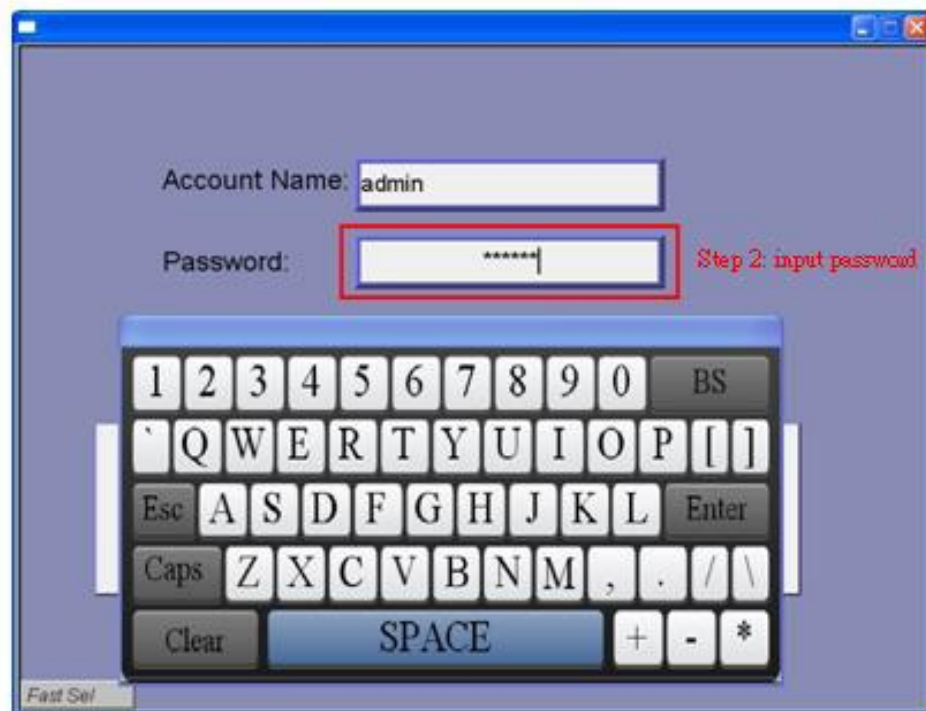 Account Name: admin
Password: ******
Step 2: input password
1 2 3 4 5 6 7 8 9 0 BS
` Q W E R T Y U I O P [ ]
Esc A S D F G H J K L Enter
Caps Z X C V B N M , . / \
Clear SPACE + - *
Fast Sel